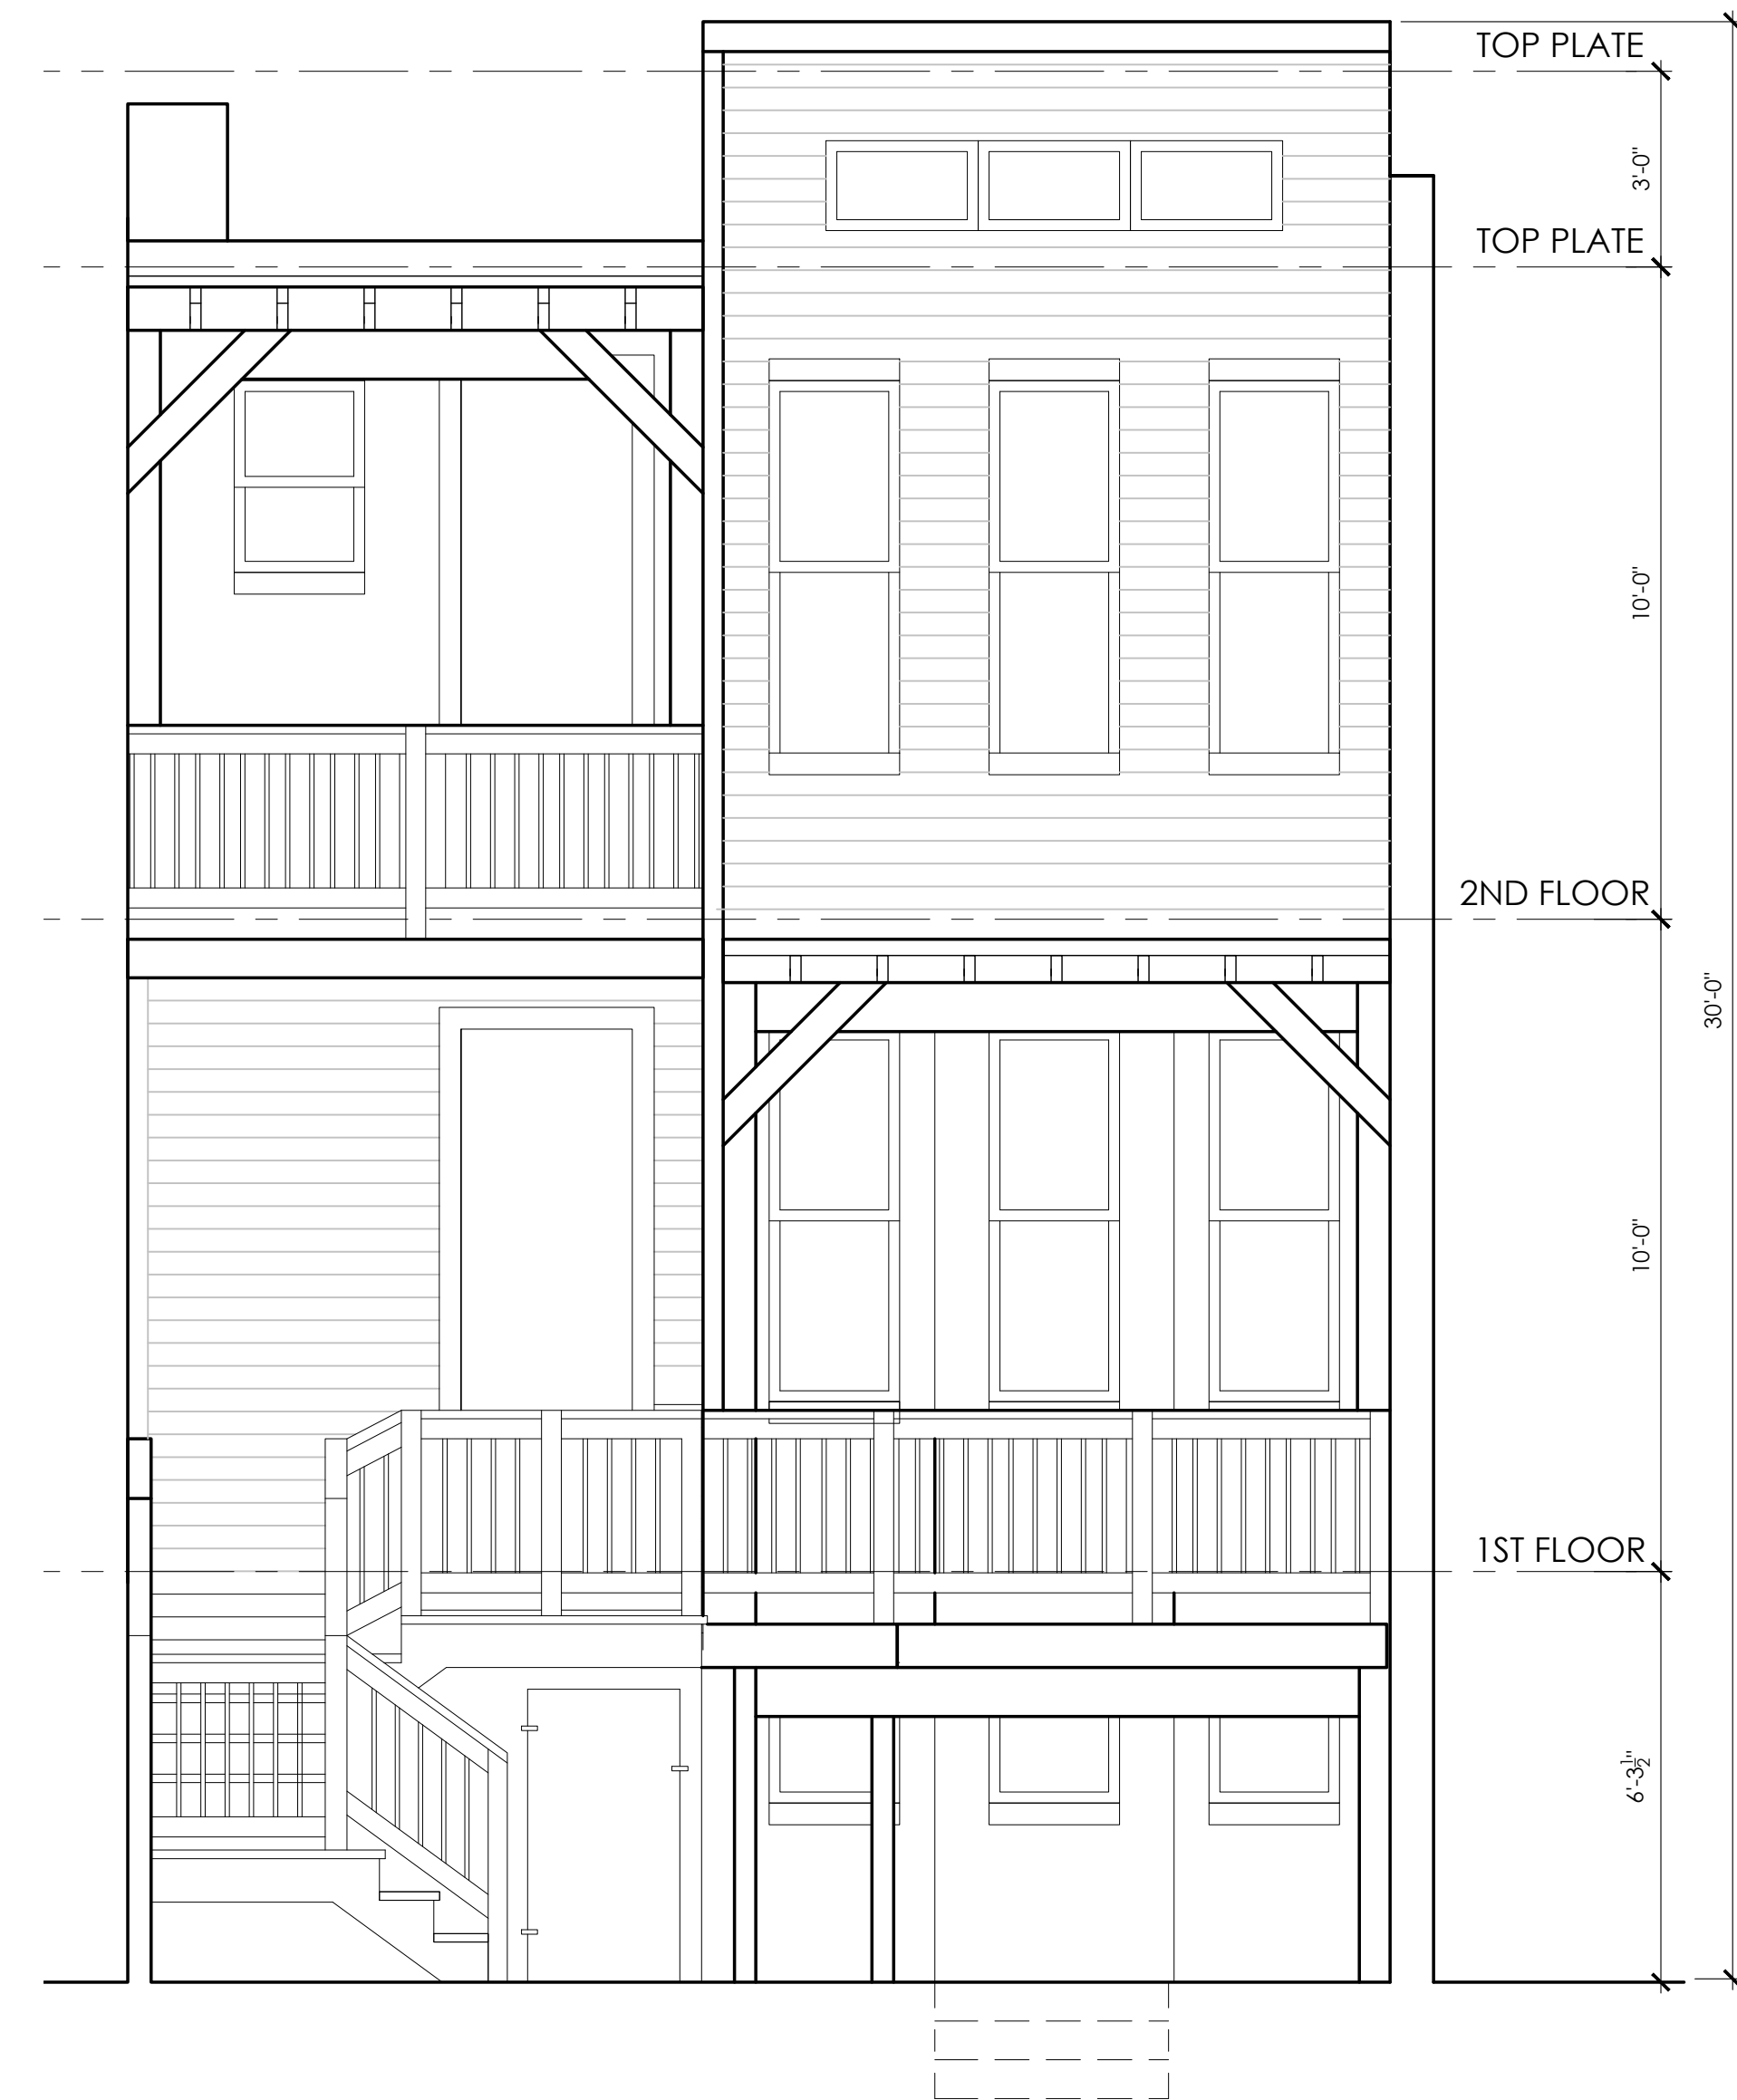 TOP PLATE
3'-0"
TOP PLATE
10'-0"
2ND FLOOR
30'-0"
10'-0"
1ST FLOOR
6'-3½"